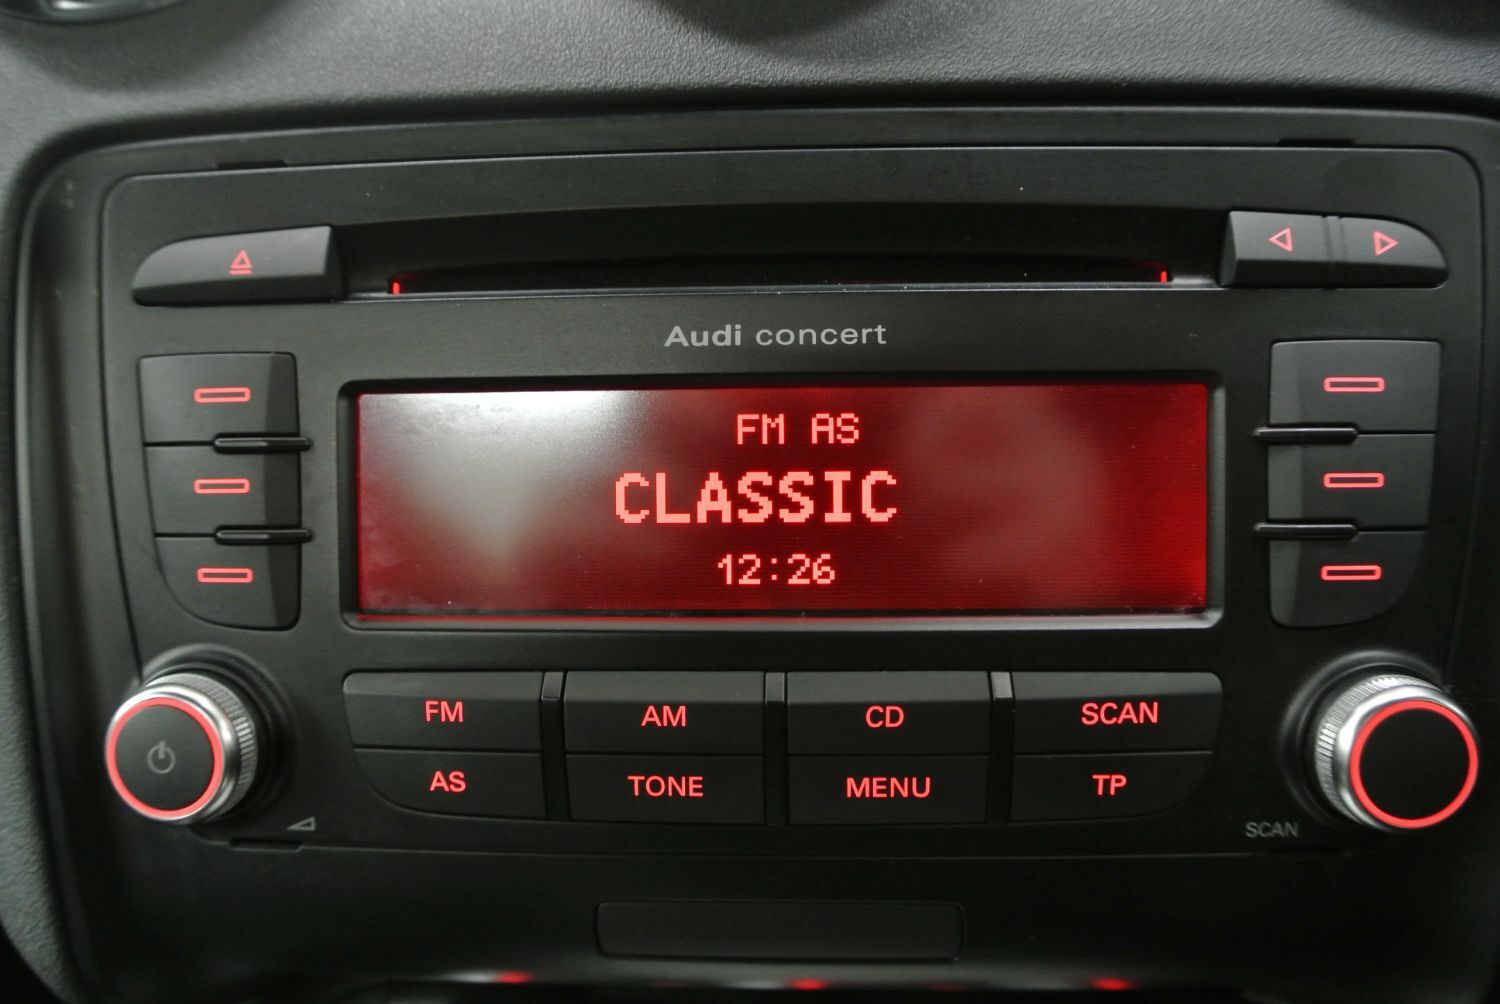 Audi concert
FM AS
CLASSIC
12:26
FM
AM
CD
SCAN
AS
TONE
MENU
TP
SCAN